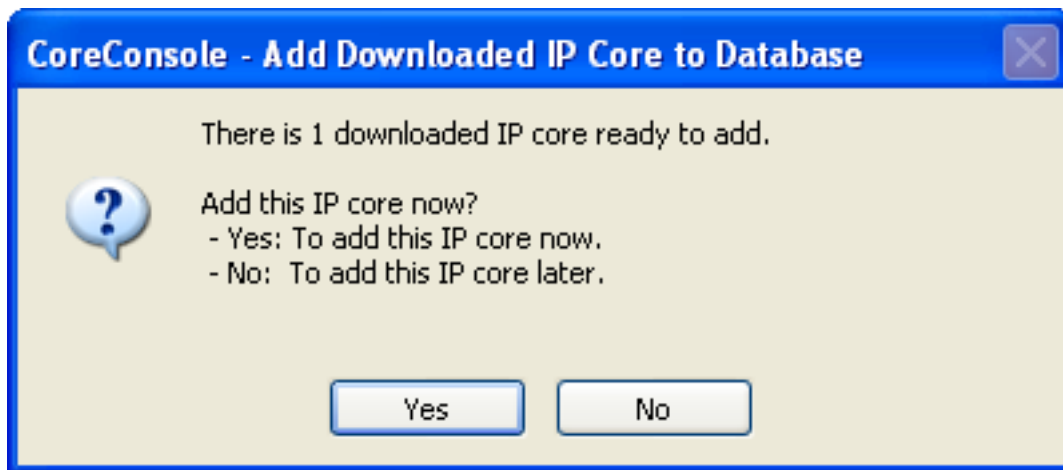 CoreConsole - Add Downloaded IP Core to Database
There is 1 downloaded IP core ready to add.
Add this IP core now?
- Yes: To add this IP core now.
- No:  To add this IP core later.
Yes
No